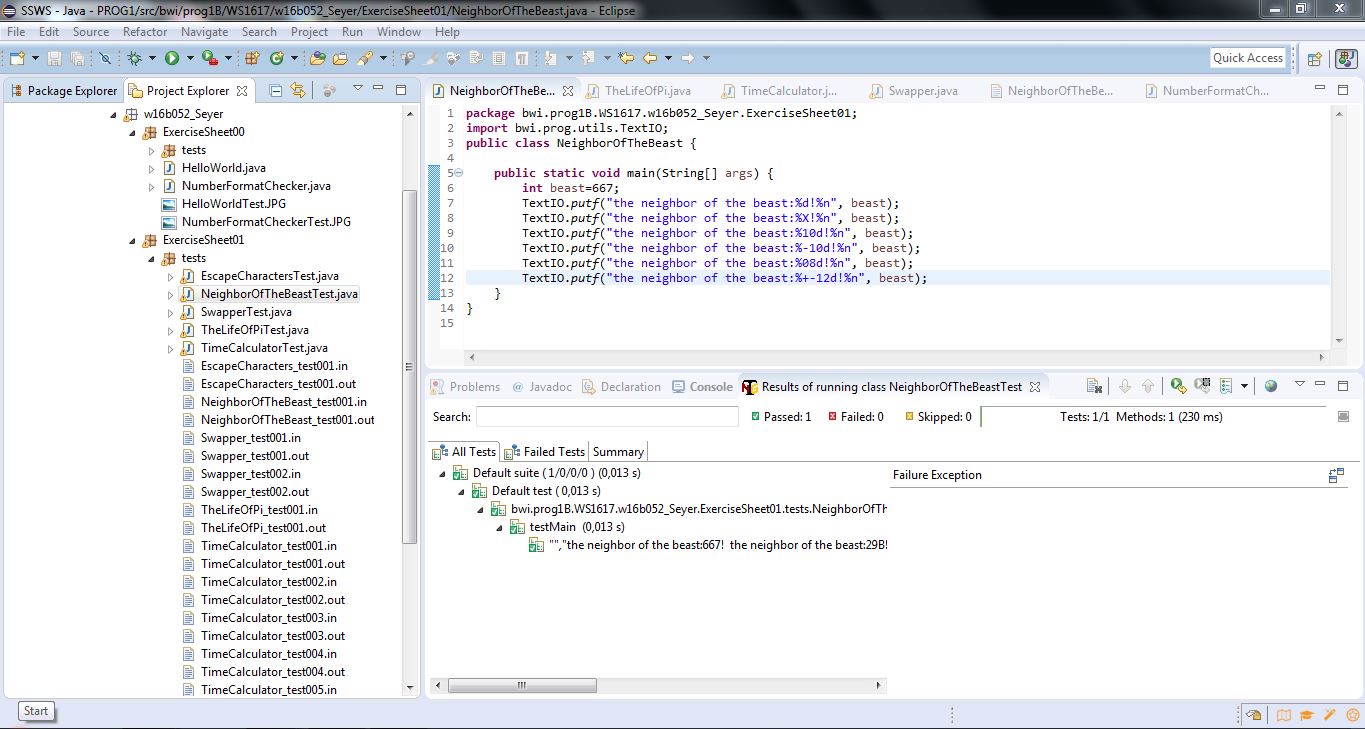 SSWS - Java - PROG1/src/bwi/prog1B/WS1617/w16b052_Seyer/ExerciseSheet01/NeighborOfTheBeast.java - Eclipse
File Edit Source Refactor Navigate Search Project Run Window Help
Quick Access
Package Explorer Project Explorer
w16b052_Seyer
ExerciseSheet00
tests
HelloWorld.java
NumberFormatChecker.java
HelloWorldTest.JPG
NumberFormatCheckerTest.JPG
ExerciseSheet01
tests
EscapeCharactersTest.java
NeighborOfTheBeastTest.java
SwapperTest.java
TheLifeOfPiTest.java
TimeCalculatorTest.java
EscapeCharacters_test001.in
EscapeCharacters_test001.out
NeighborOfTheBeast_test001.in
NeighborOfTheBeast_test001.out
Swapper_test001.in
Swapper_test001.out
Swapper_test002.in
Swapper_test002.out
TheLifeOfPi_test001.in
TheLifeOfPi_test001.out
TimeCalculator_test001.in
TimeCalculator_test001.out
TimeCalculator_test002.in
TimeCalculator_test002.out
TimeCalculator_test003.in
TimeCalculator_test003.out
TimeCalculator_test004.in
TimeCalculator_test004.out
TimeCalculator_test005.in
NeighborOfTheBe... TheLifeOfPi.java TimeCalculator.j... Swapper.java NeighborOfTheBe... NumberFormatCh...
1 package bwi.prog1B.WS1617.w16b052_Seyer.ExerciseSheet01;
2 import bwi.prog.utils.TextIO;
3 public class NeighborOfTheBeast {
4
5 public static void main(String[] args) {
6 int beast=667;
7 TextIO.putf("the neighbor of the beast:%d!%n", beast);
8 TextIO.putf("the neighbor of the beast:%X!%n", beast);
9 TextIO.putf("the neighbor of the beast:%10d!%n", beast);
10 TextIO.putf("the neighbor of the beast:%-10d!%n", beast);
11 TextIO.putf("the neighbor of the beast:%08d!%n", beast);
12 TextIO.putf("the neighbor of the beast:%+-12d!%n", beast);
13 }
14 }
15
Problems Javadoc Declaration Console Results of running class NeighborOfTheBeastTest
Search: Passed: 1 Failed: 0 Skipped: 0 Tests: 1/1 Methods: 1 (230 ms)
All Tests Failed Tests Summary
Default suite ( 1/0/0/0 ) (0,013 s)
Default test ( 0,013 s)
bwi.prog1B.WS1617.w16b052_Seyer.ExerciseSheet01.tests.NeighborOfTh
testMain (0,013 s)
"","the neighbor of the beast:667! the neighbor of the beast:29B!
Failure Exception
Start